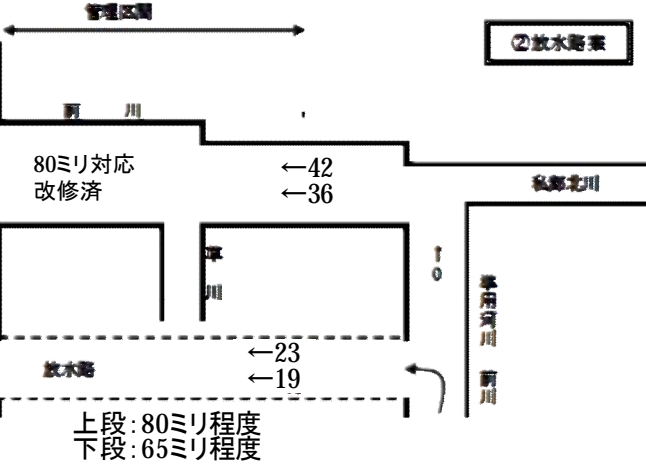 管理区間
②放水路案
前 川
80ミリ対応
改修済
←42
←36
私部北川
草 川
↑0
準用河川 前川
放水路
←23
←19
上段：80ミリ程度
下段：65ミリ程度